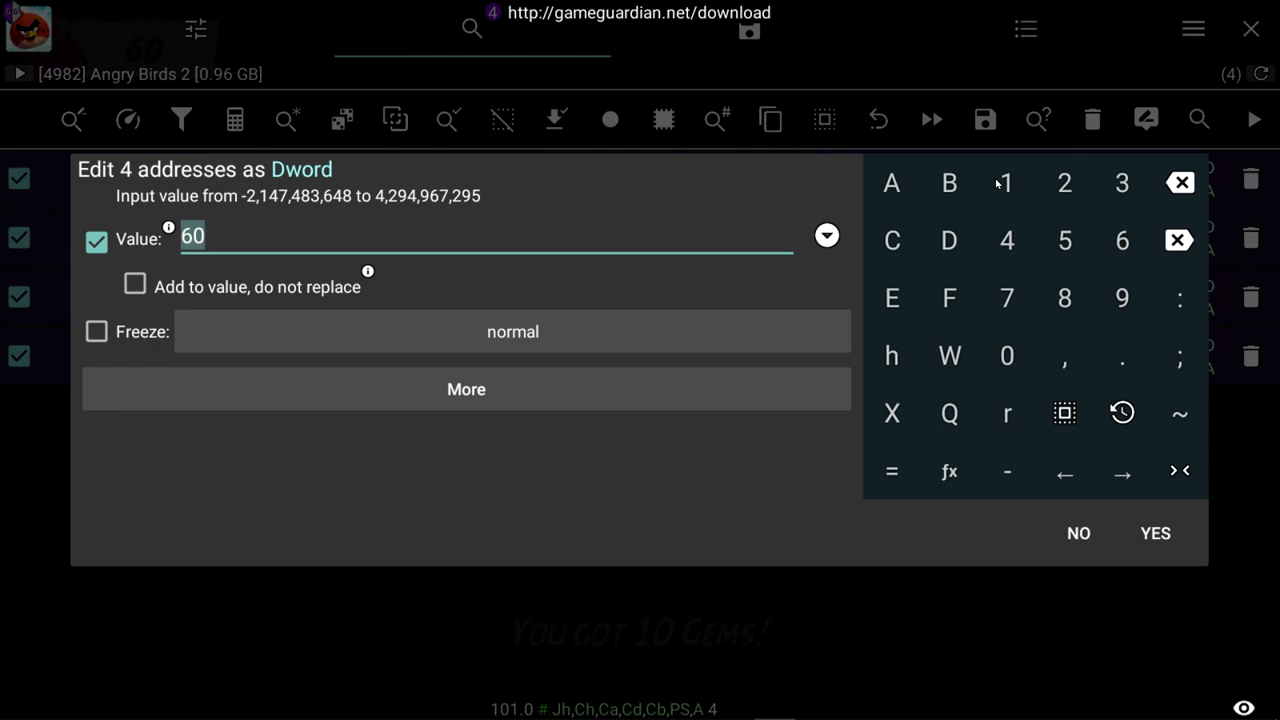 4 http://gameguardian.net/download
60
[4982] Angry Birds 2 [0.96 GB]
(4)
Edit 4 addresses as Dword
Input value from -2,147,483,648 to 4,294,967,295
Value: 60
Add to value, do not replace
Freeze: normal
More
A B 1 2 3
C D 4 5 6
E F 7 8 9 :
h W 0 , . ;
X Q r ~
= ƒx - ← → ><
NO YES
You got 10 Gems!
101.0 # Jh,Ch,Ca,Cd,Cb,PS,A 4